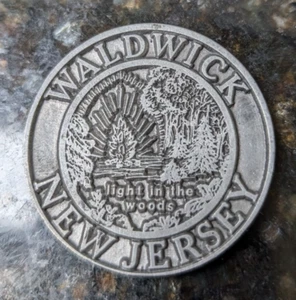 WALDWICK
light in the
woods
NEW JERSEY